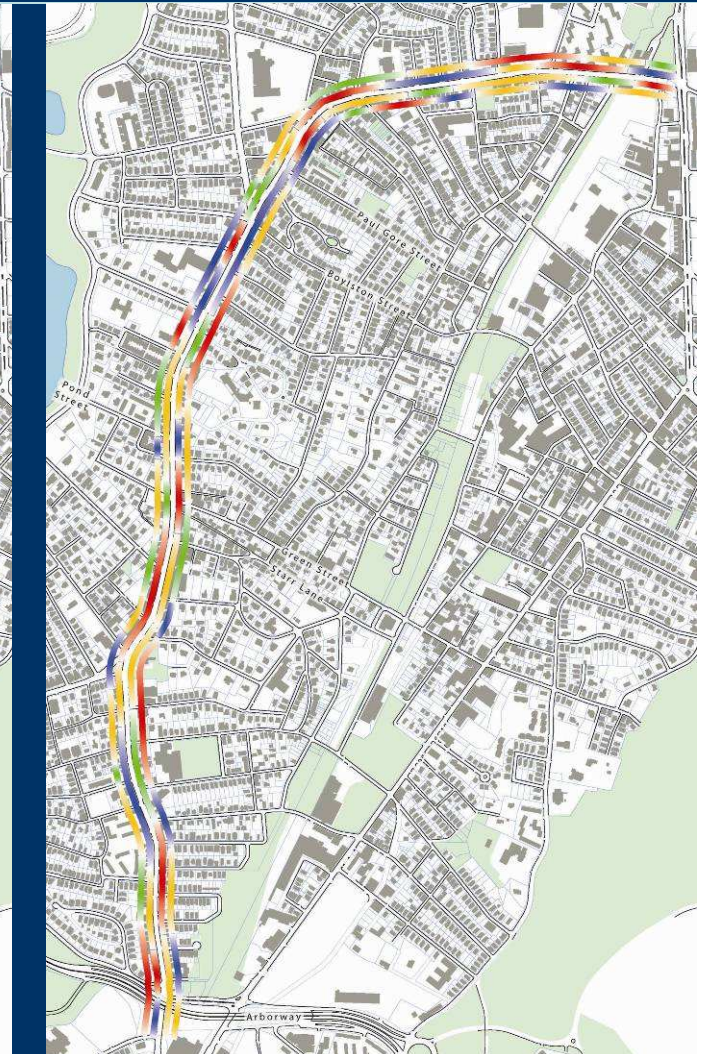 Paul Gore Street
Boylston Street
Pond
Street
Green Street
Starr Lane
Arborway